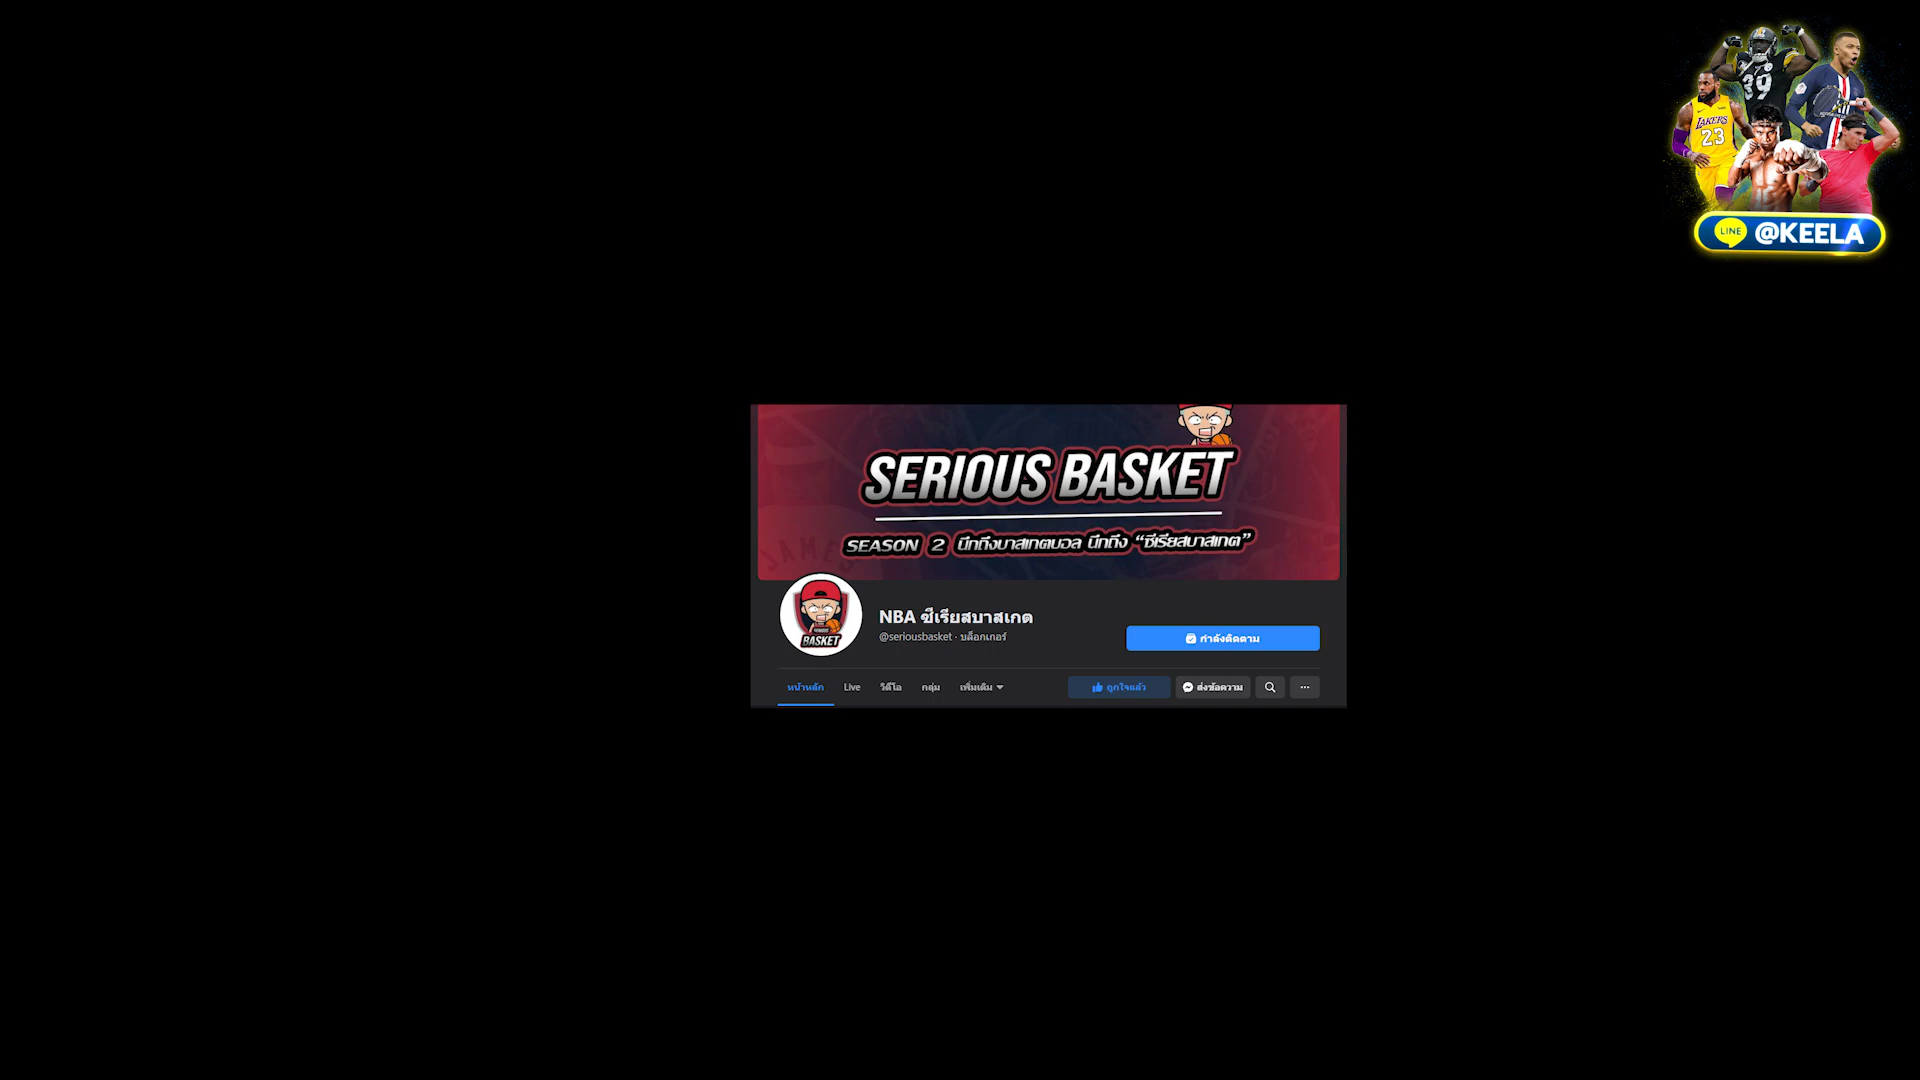 39
LAKERS
23
LINE @KEELA
SERIOUS BASKET
SEASON 2 นึกถึงบาสเกตบอล นึกถึง “ซีเรียสบาสเกต”
BASKET
NBA ซีเรียสบาสเกต
@seriousbasket · บล็อกเกอร์
กำลังติดตาม
หน้าหลัก Live วิดีโอ กลุ่ม เพิ่มเติม
ถูกใจแล้ว ส่งข้อความ